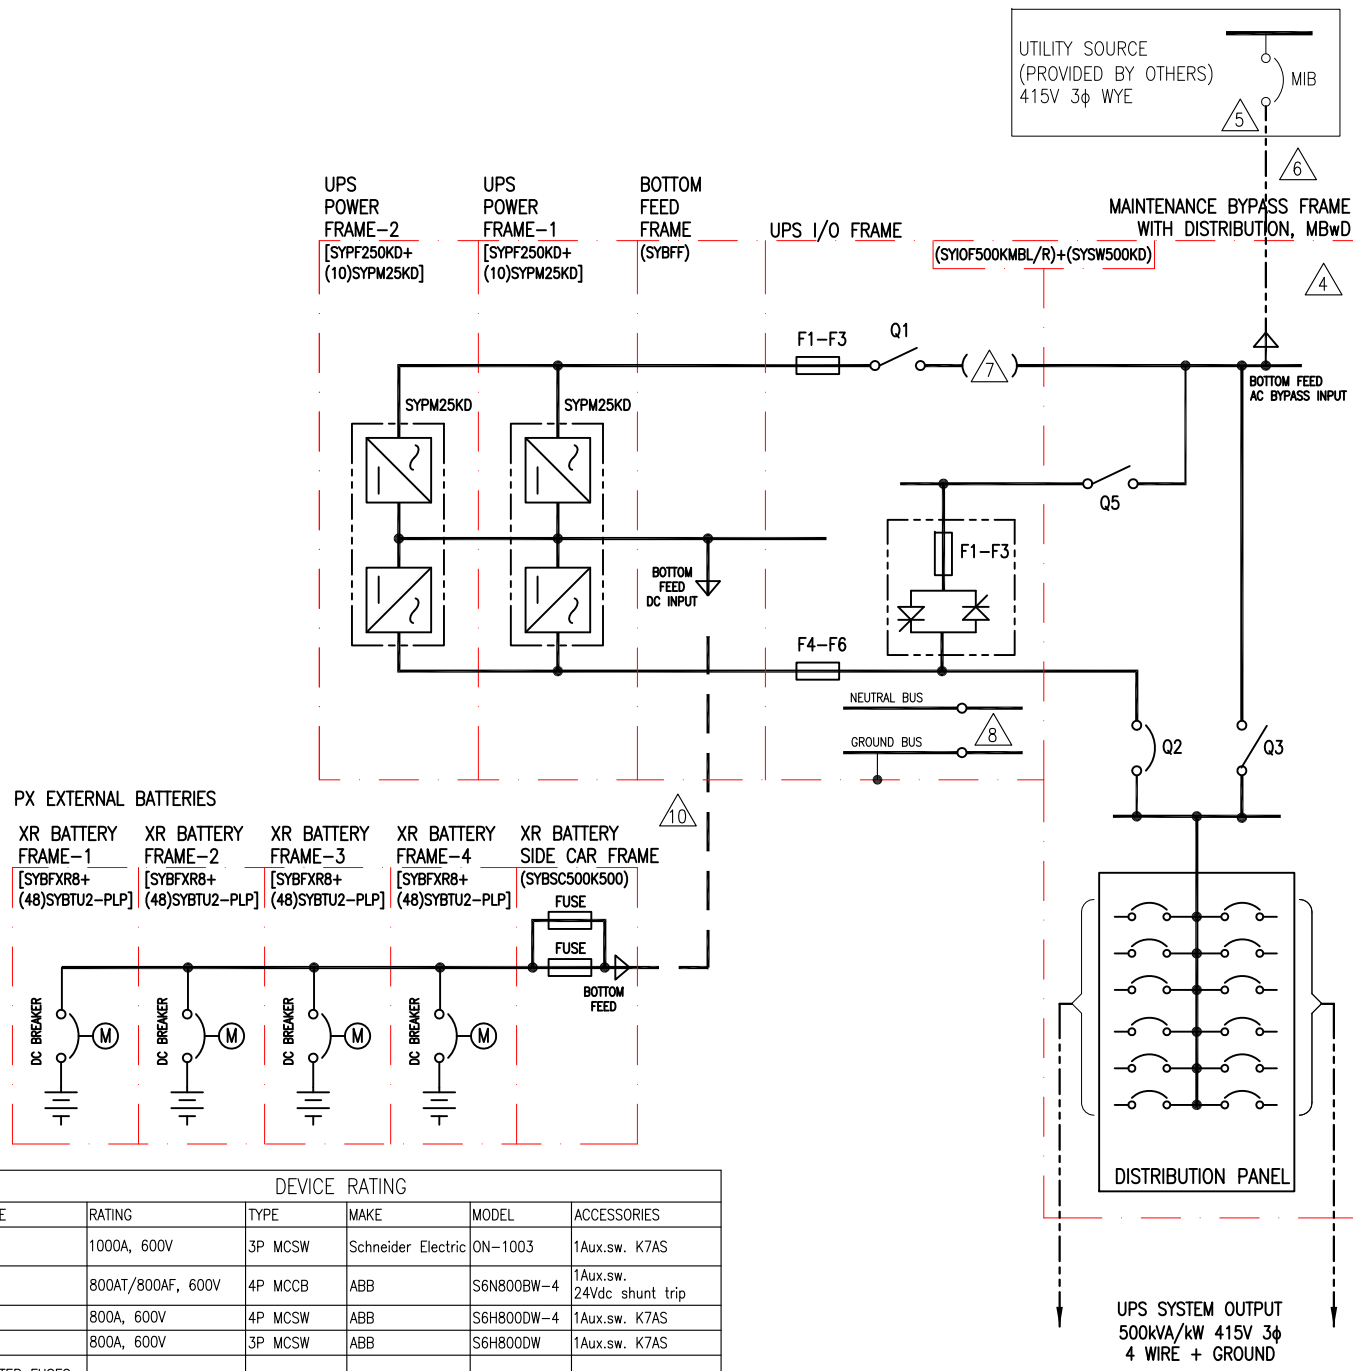 UTILITY SOURCE
(PROVIDED BY OTHERS)
415V 3ϕ WYE
MIB
5
6
UPS
POWER
FRAME-2
[SYPF250KD+
(10)SYPM25KD]
UPS
POWER
FRAME-1
[SYPF250KD+
(10)SYPM25KD]
BOTTOM
FEED
FRAME
(SYBFF)
UPS I/O FRAME
(SYIOF500KMBL/R)+(SYSW500KD)
MAINTENANCE BYPASS FRAME
WITH DISTRIBUTION, MBwD
4
F1-F3
Q1
7
BOTTOM FEED
AC BYPASS INPUT
SYPM25KD
SYPM25KD
Q5
F1-F3
BOTTOM
FEED
DC INPUT
F4-F6
NEUTRAL BUS
GROUND BUS
8
Q2
Q3
PX EXTERNAL BATTERIES
10
XR BATTERY
FRAME-1
[SYBFXR8+
(48)SYBTU2-PLP]
XR BATTERY
FRAME-2
[SYBFXR8+
(48)SYBTU2-PLP]
XR BATTERY
FRAME-3
[SYBFXR8+
(48)SYBTU2-PLP]
XR BATTERY
FRAME-4
[SYBFXR8+
(48)SYBTU2-PLP]
XR BATTERY
SIDE CAR FRAME
(SYBSC500K500)
FUSE
FUSE
BOTTOM
FEED
DC BREAKER
M
DC BREAKER
M
DC BREAKER
M
DC BREAKER
M
DISTRIBUTION PANEL
UPS SYSTEM OUTPUT
500kVA/kW 415V 3ϕ
4 WIRE + GROUND
DEVICE RATING
E RATING TYPE MAKE MODEL ACCESSORIES
1000A, 600V 3P MCSW Schneider Electric ON-1003 1Aux.sw. K7AS
800AT/800AF, 600V 4P MCCB ABB S6N800BW-4 1Aux.sw.
24Vdc shunt trip
800A, 600V 4P MCSW ABB S6H800DW-4 1Aux.sw. K7AS
800A, 600V 3P MCSW ABB S6H800DW 1Aux.sw. K7AS